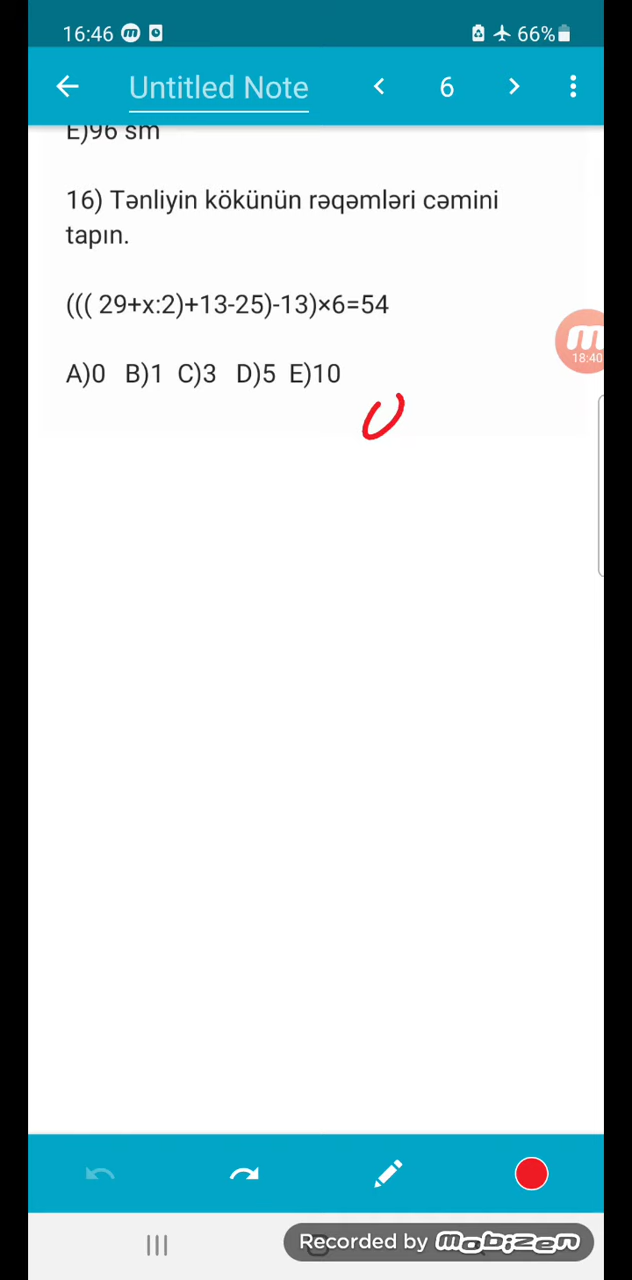 16:46 66%
Untitled Note < 6 >
E)96 sm
16) Tənliyin kökünün rəqəmləri cəmini
tapın.
((( 29+x:2)+13-25)-13)×6=54
18:40
A)0 B)1 C)3 D)5 E)10
Recorded by mobizen